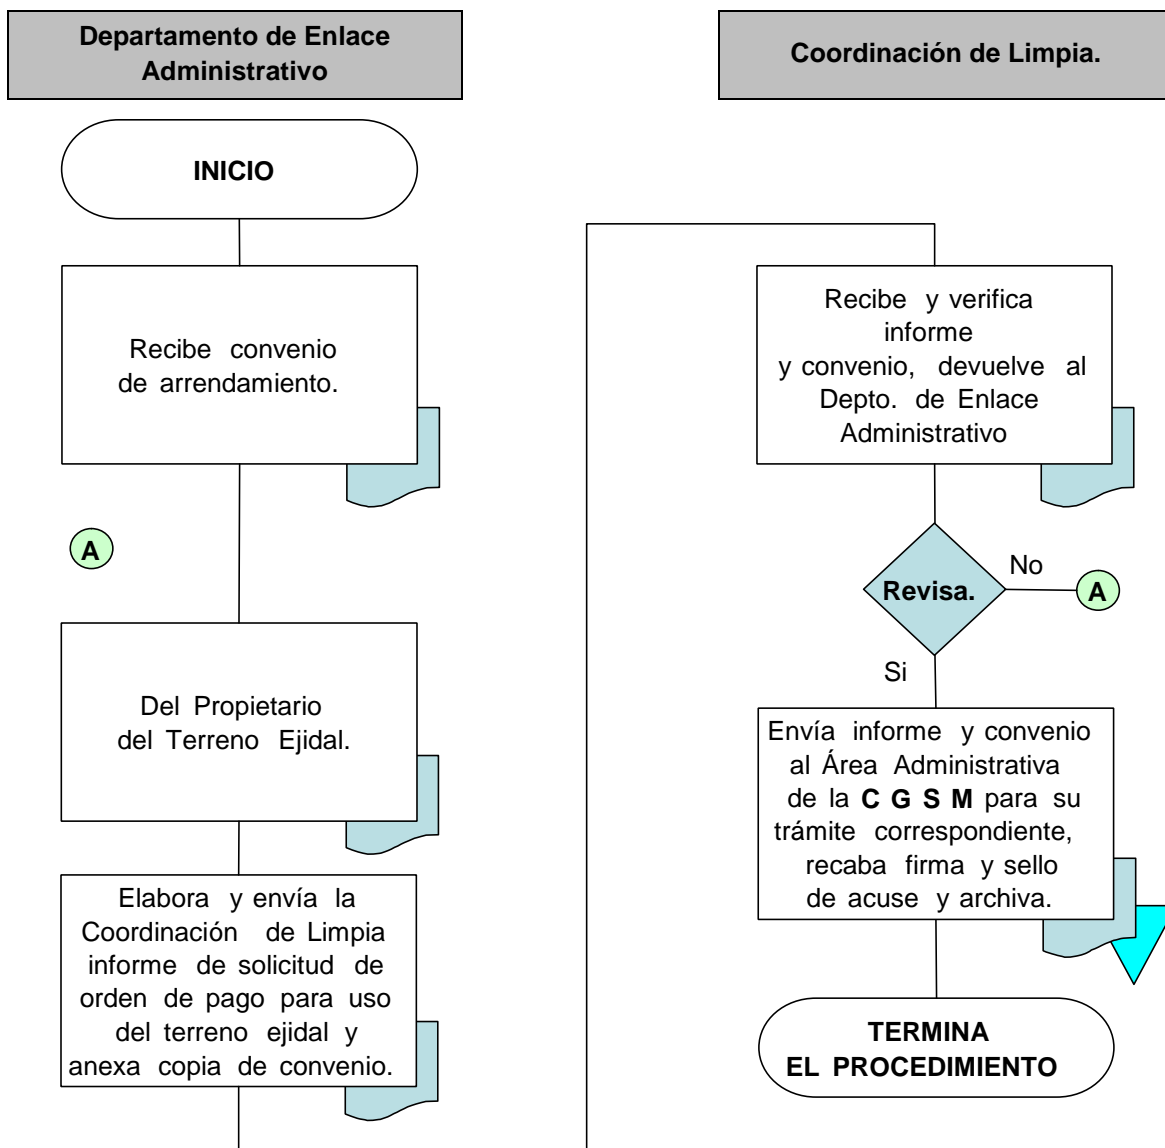 Departamento de Enlace
Administrativo
INICIO
Recibe convenio
de arrendamiento.
A
Del Propietario
del Terreno Ejidal.
Elabora y envía la
Coordinación de Limpia
informe de solicitud de
orden de pago para uso
del terreno ejidal y
anexa copia de convenio.
Coordinación de Limpia.
Recibe y verifica
informe
y convenio, devuelve al
Depto. de Enlace
Administrativo
Revisa.
No
A
Si
Envía informe y convenio
al Área Administrativa
de la C G S M para su
trámite correspondiente,
recaba firma y sello
de acuse y archiva.
TERMINA
EL PROCEDIMIENTO